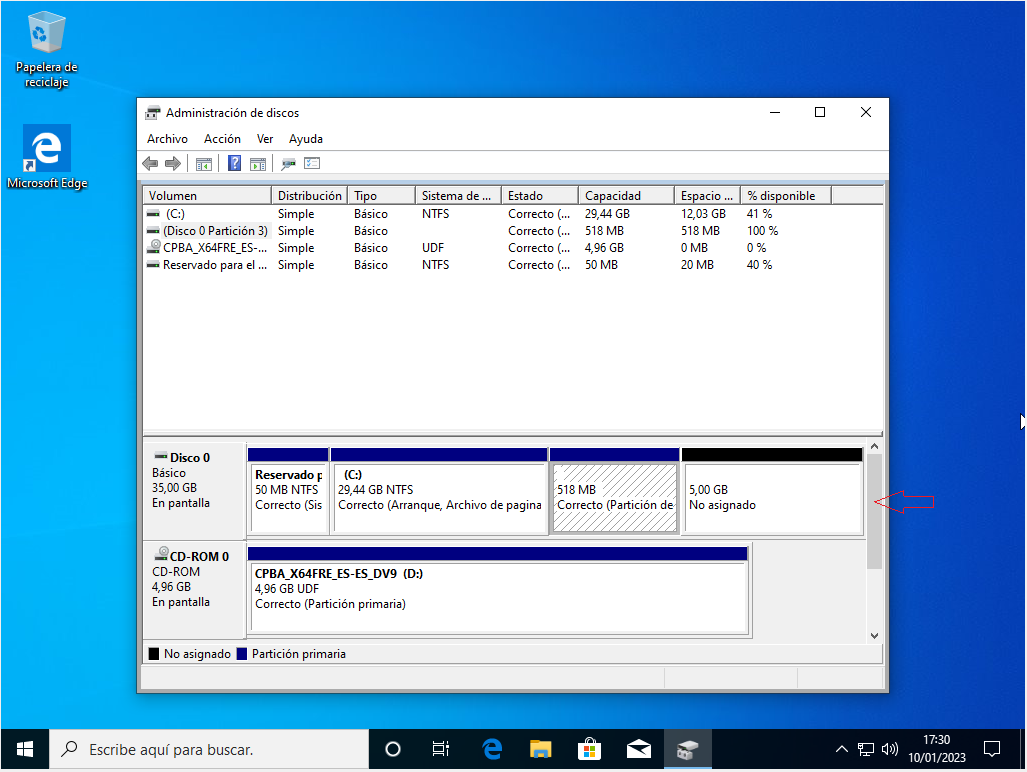 Papelera de
reciclaje
Microsoft Edge
Administración de discos
Archivo Acción Ver Ayuda
Volumen Distribución Tipo Sistema de ... Estado Capacidad Espacio ... % disponible
(C:) Simple Básico NTFS Correcto (... 29,44 GB 12,03 GB 41 %
(Disco 0 Partición 3) Simple Básico Correcto (... 518 MB 518 MB 100 %
CPBA_X64FRE_ES-... Simple Básico UDF Correcto (... 4,96 GB 0 MB 0 %
Reservado para el ... Simple Básico NTFS Correcto (... 50 MB 20 MB 40 %
Disco 0
Básico
35,00 GB
En pantalla
Reservado p
50 MB NTFS
Correcto (Sis
(C:)
29,44 GB NTFS
Correcto (Arranque, Archivo de pagina
518 MB
Correcto (Partición de
5,00 GB
No asignado
CD-ROM 0
CD-ROM
4,96 GB
En pantalla
CPBA_X64FRE_ES-ES_DV9 (D:)
4,96 GB UDF
Correcto (Partición primaria)
No asignado Partición primaria
Escribe aquí para buscar.
17:30
10/01/2023